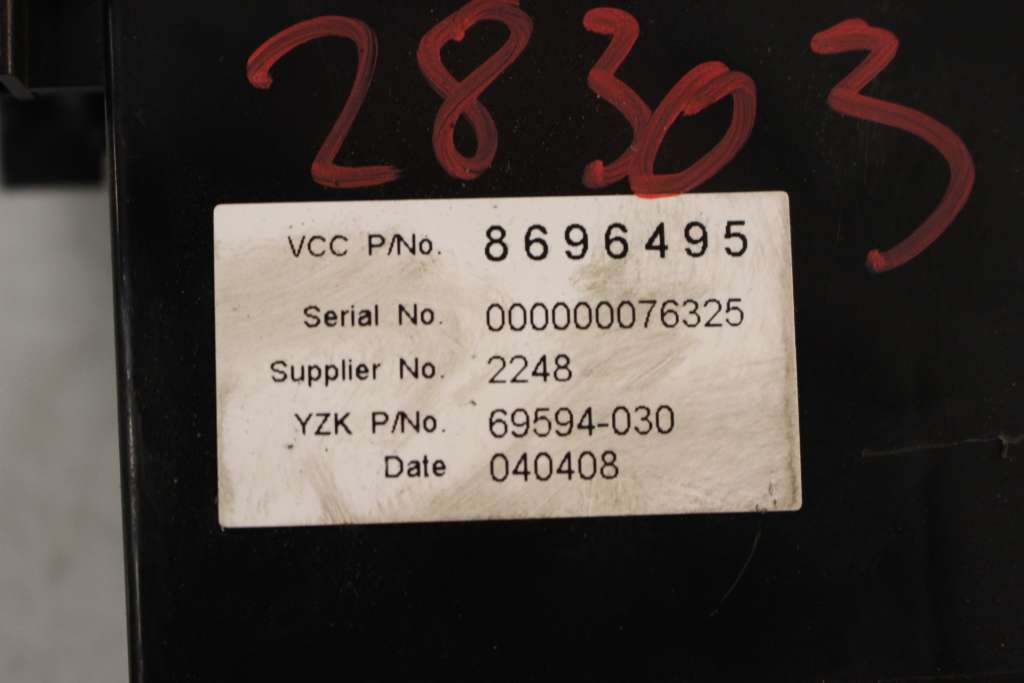 28303
VCC P/No. 8696495
Serial No. 000000076325
Supplier No. 2248
YZK P/No. 69594-030
Date 040408